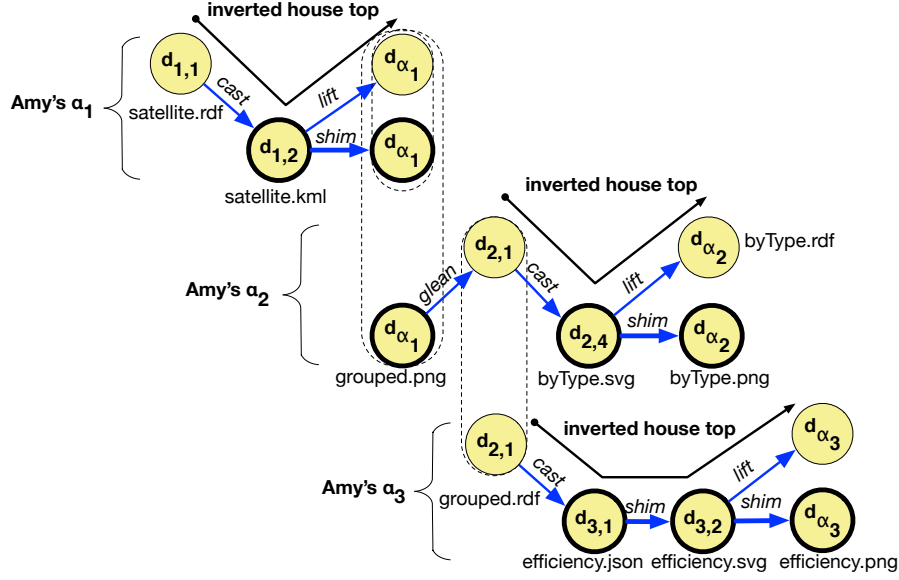 inverted house top
d1,1
dα1
cast
lift
Amy's α1
satellite.rdf
shim
d1,2
dα1
satellite.kml
inverted house top
d2,1
dα2
byType.rdf
glean
cast
lift
Amy's α2
shim
dα1
d2,4
dα2
grouped.png
byType.svg
byType.png
inverted house top
d2,1
dα3
cast
lift
Amy's α3
grouped.rdf
shim
shim
d3,1
d3,2
dα3
efficiency.json
efficiency.svg
efficiency.png